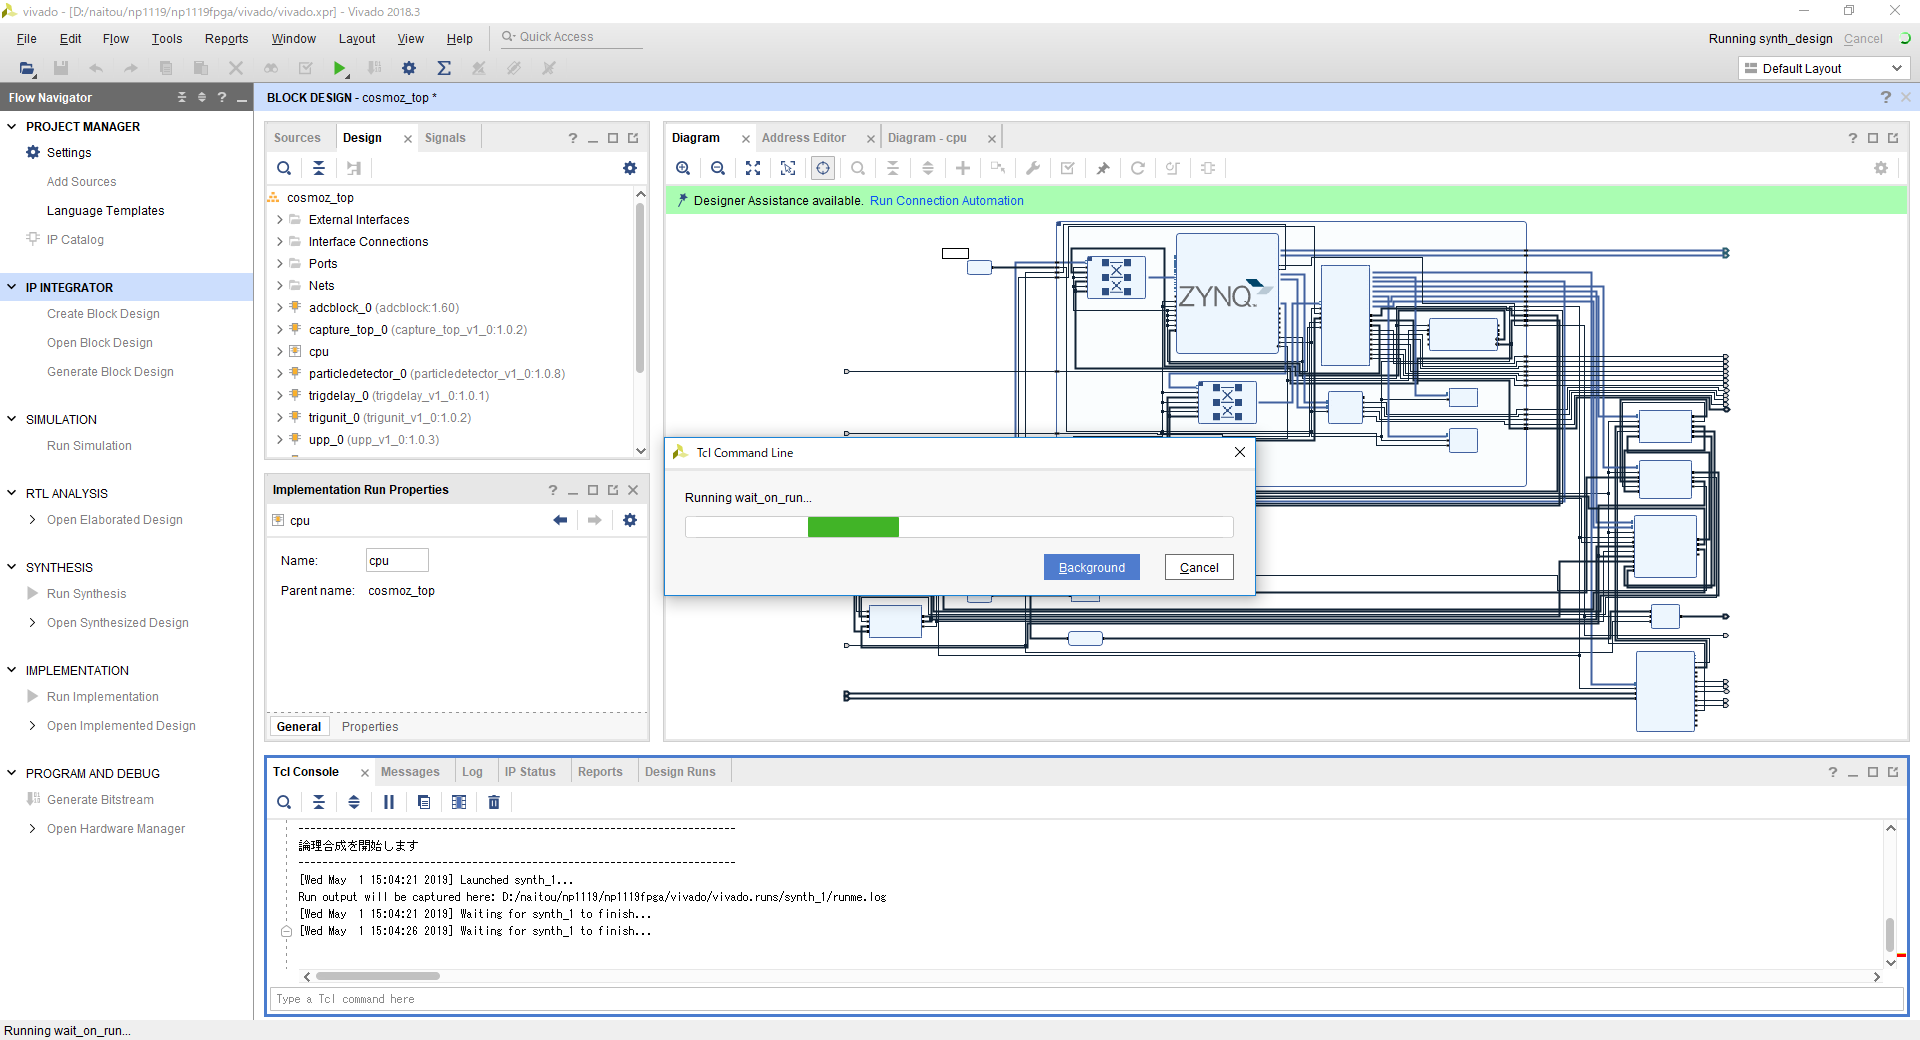 vivado - [D:/naitou/np1119/np1119fpga/vivado/vivado.xpr] - Vivado 2018.3
File Edit Flow Tools Reports Window Layout View Help Quick Access
Running synth_design Cancel
Default Layout
Flow Navigator
PROJECT MANAGER
Settings
Add Sources
Language Templates
IP Catalog
IP INTEGRATOR
Create Block Design
Open Block Design
Generate Block Design
SIMULATION
Run Simulation
RTL ANALYSIS
Open Elaborated Design
SYNTHESIS
Run Synthesis
Open Synthesized Design
IMPLEMENTATION
Run Implementation
Open Implemented Design
PROGRAM AND DEBUG
Generate Bitstream
Open Hardware Manager
BLOCK DESIGN - cosmoz_top *
Sources Design Signals
cosmoz_top
External Interfaces
Interface Connections
Ports
Nets
adcblock_0 (adcblock:1.60)
capture_top_0 (capture_top_v1_0:1.0.2)
cpu
particledetector_0 (particledetector_v1_0:1.0.8)
trigdelay_0 (trigdelay_v1_0:1.0.1)
trigunit_0 (trigunit_v1_0:1.0.2)
upp_0 (upp_v1_0:1.0.3)
Implementation Run Properties
cpu
Name: cpu
Parent name: cosmoz_top
General Properties
Diagram Address Editor Diagram - cpu
Designer Assistance available. Run Connection Automation
ZYNQ
Tcl Command Line
Running wait_on_run...
Background Cancel
Tcl Console Messages Log IP Status Reports Design Runs
-------------------------------------------------------------------------
論理合成を開始します
-------------------------------------------------------------------------
[Wed May  1 15:04:21 2019] Launched synth_1...
Run output will be captured here: D:/naitou/np1119/np1119fpga/vivado/vivado.runs/synth_1/runme.log
[Wed May  1 15:04:21 2019] Waiting for synth_1 to finish...
[Wed May  1 15:04:26 2019] Waiting for synth_1 to finish...
Type a Tcl command here
Running wait_on_run...